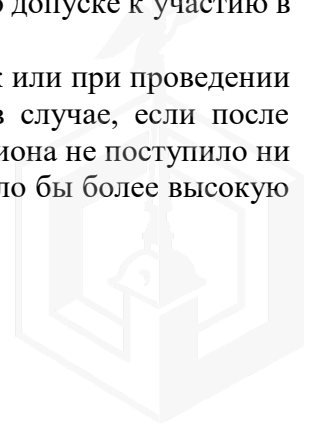 о допуске к участию в
или при проведении
в случае, если после
иона не поступило ни
ло бы более высокую